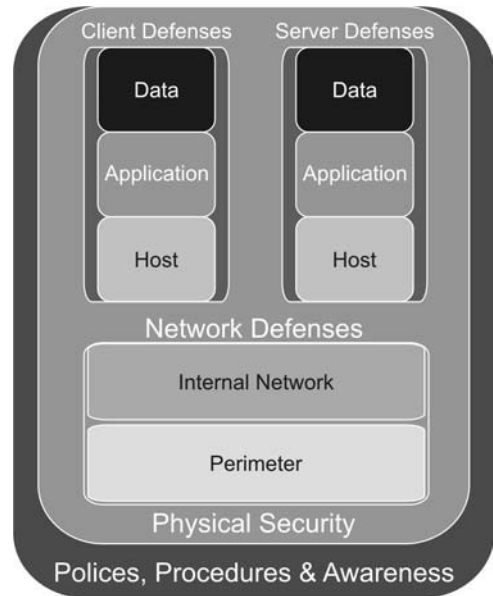 Client Defenses
Server Defenses
Data
Data
Application
Application
Host
Host
Network Defenses
Internal Network
Perimeter
Physical Security
Polices, Procedures & Awareness